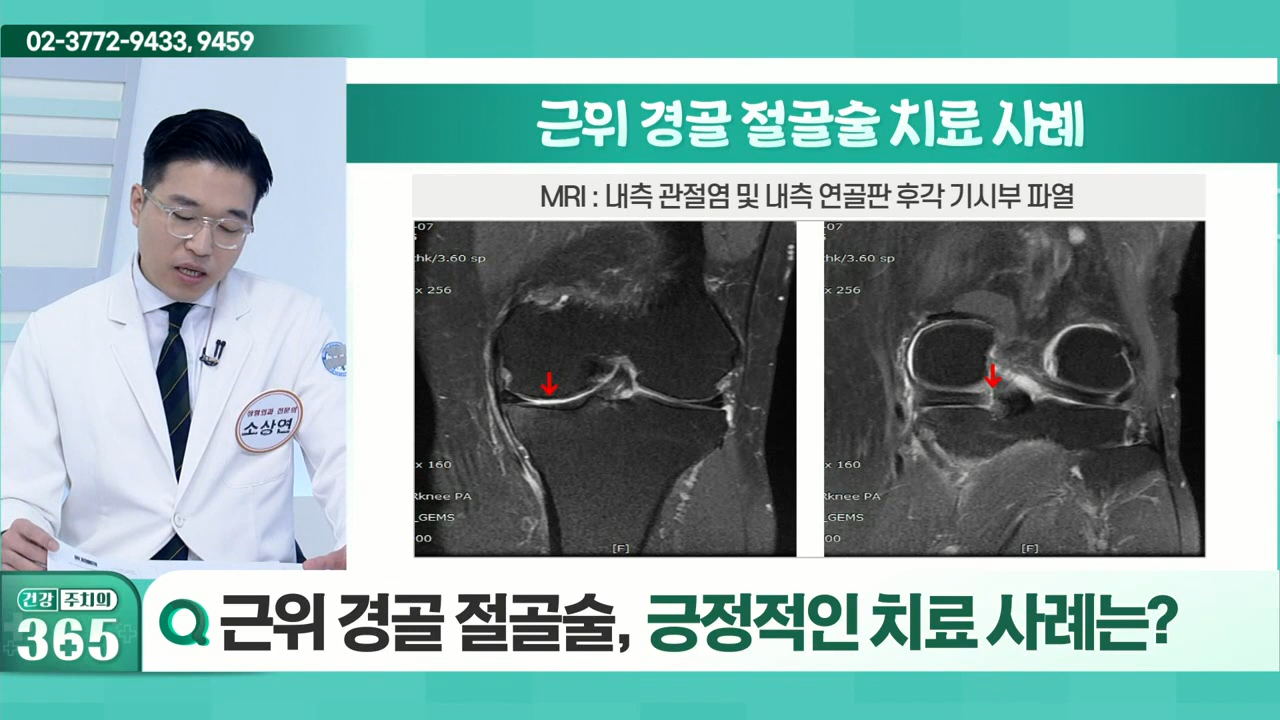 02-3772-9433, 9459
근위 경골 절골술 치료 사례
MRI : 내측 관절염 및 내측 연골판 후각 기시부 파열
-07
thk/3.60 sp
x 256
x 160
Rknee PA
_GEMS
00
[F]
-07
thk/3.60 sp
x 256
x 160
Rknee PA
_GEMS
00
[F]
정형외과 전문의
소상연
건강 주치의
365
Q 근위 경골 절골술, 긍정적인 치료 사례는?